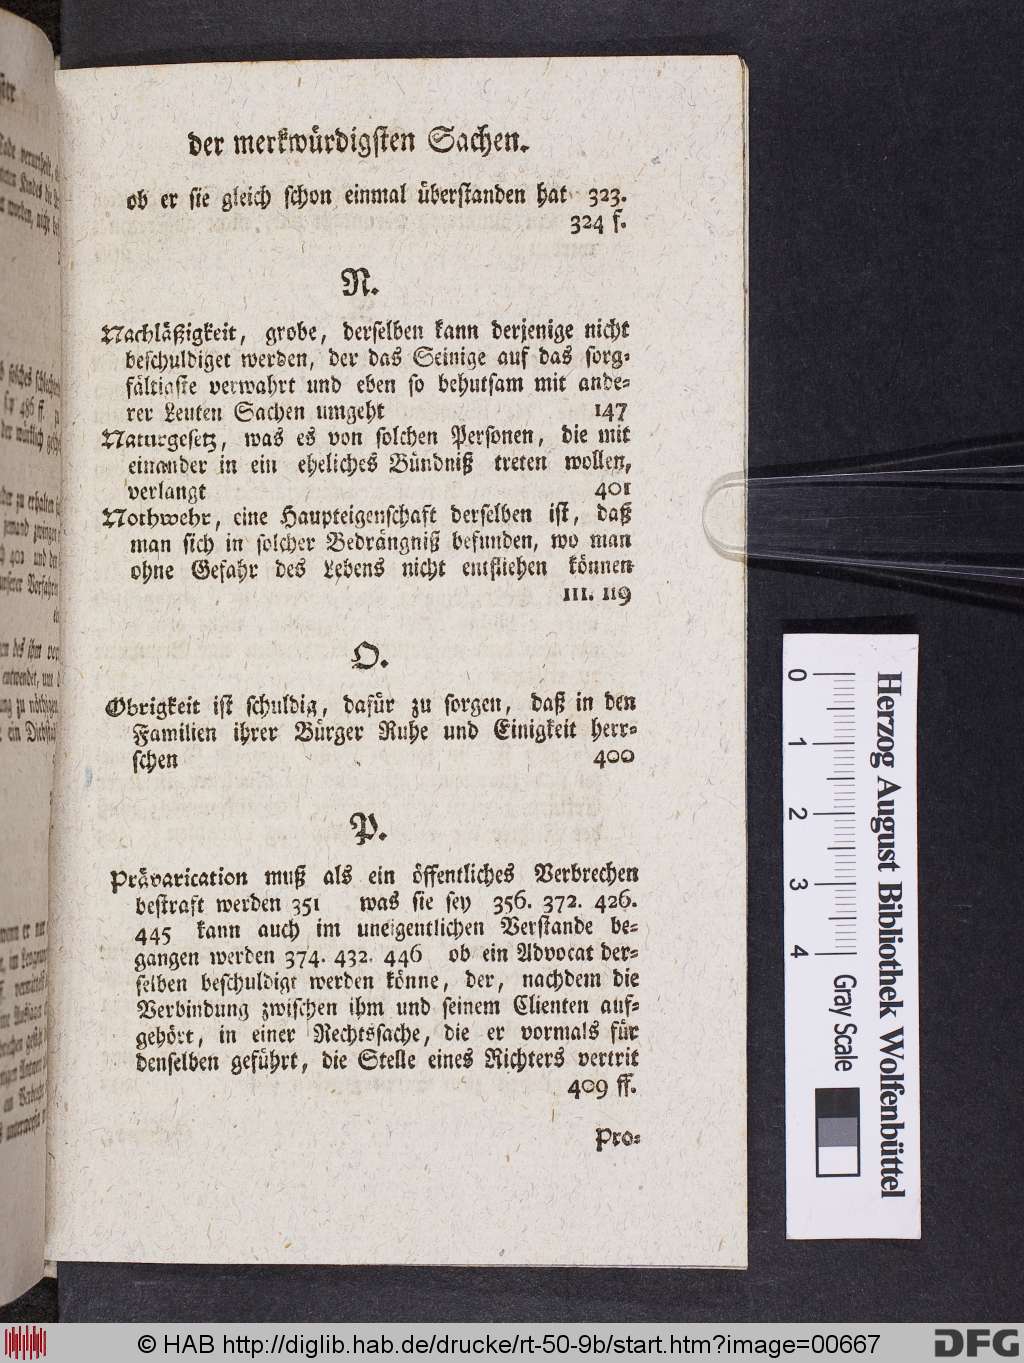 der merkwürdigsten Sachen.
ob er sie gleich schon einmal überstanden hat 323.
324 f.
N.
Nachläßigkeit, grobe, derselben kann derjenige nicht
beschuldiget werden, der das Seinige auf das sorg=
fältigste verwahrt und eben so behutsam mit ande=
rer Leuten Sachen umgeht 147
Naturgesetz, was es von solchen Personen, die mit
einander in ein eheliches Bündniß treten wollen,
verlangt 401
Nothwehr, eine Haupteigenschaft derselben ist, daß
man sich in solcher Bedrängniß befunden, wo man
ohne Gefahr des Lebens nicht entfliehen können
111. 119
O.
Obrigkeit ist schuldig, dafür zu sorgen, daß in den
Familien ihrer Bürger Ruhe und Einigkeit herr=
schen 400
P.
Prävarication muß als ein öffentliches Verbrechen
bestraft werden 351 was sie sey 356. 372. 426.
445 kann auch im uneigentlichen Verstande be=
gangen werden 374. 432. 446 ob ein Advocat der=
selben beschuldigt werden könne, der, nachdem die
Verbindung zwischen ihm und seinem Clienten auf=
gehört, in einer Rechtssache, die er vormals für
denselben geführt, die Stelle eines Richters vertrit
409 ff.
Pro=
0 1 2 3 4
Herzog August Bibliothek Wolfenbüttel
Gray Scale
© HAB http://diglib.hab.de/drucke/rt-50-9b/start.htm?image=00667
DFG